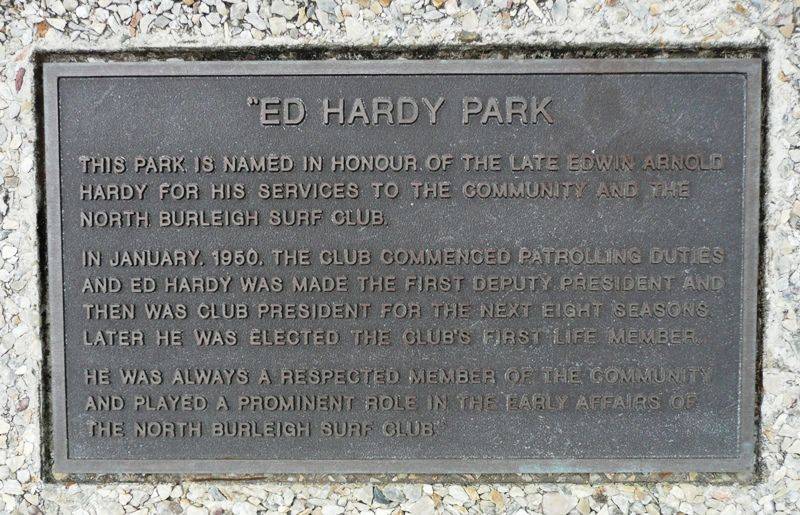 "ED HARDY PARK
THIS PARK IS NAMED IN HONOUR OF THE LATE EDWIN ARNOLD
HARDY FOR HIS SERVICES TO THE COMMUNITY AND THE
NORTH BURLEIGH SURF CLUB.
IN JANUARY, 1950, THE CLUB COMMENCED PATROLLING DUTIES
AND ED HARDY WAS MADE THE FIRST DEPUTY PRESIDENT AND
THEN WAS CLUB PRESIDENT FOR THE NEXT EIGHT SEASONS.
LATER HE WAS ELECTED THE CLUB'S FIRST LIFE MEMBER.
HE WAS ALWAYS A RESPECTED MEMBER OF THE COMMUNITY
AND PLAYED A PROMINENT ROLE IN THE EARLY AFFAIRS OF
THE NORTH BURLEIGH SURF CLUB"